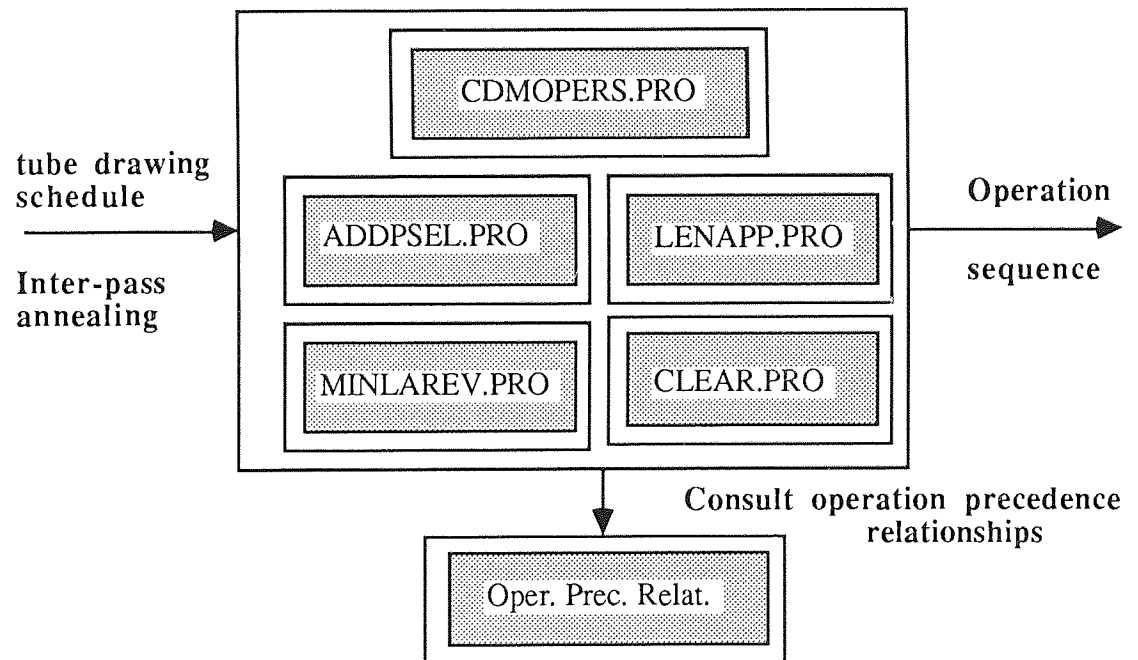 CDMOPERS.PRO
tube drawing
schedule
Inter-pass
annealing
ADDPSEL.PRO
LENAPP.PRO
MINLAREV.PRO
CLEAR.PRO
Operation
sequence
Consult operation precedence
relationships
Oper. Prec. Relat.